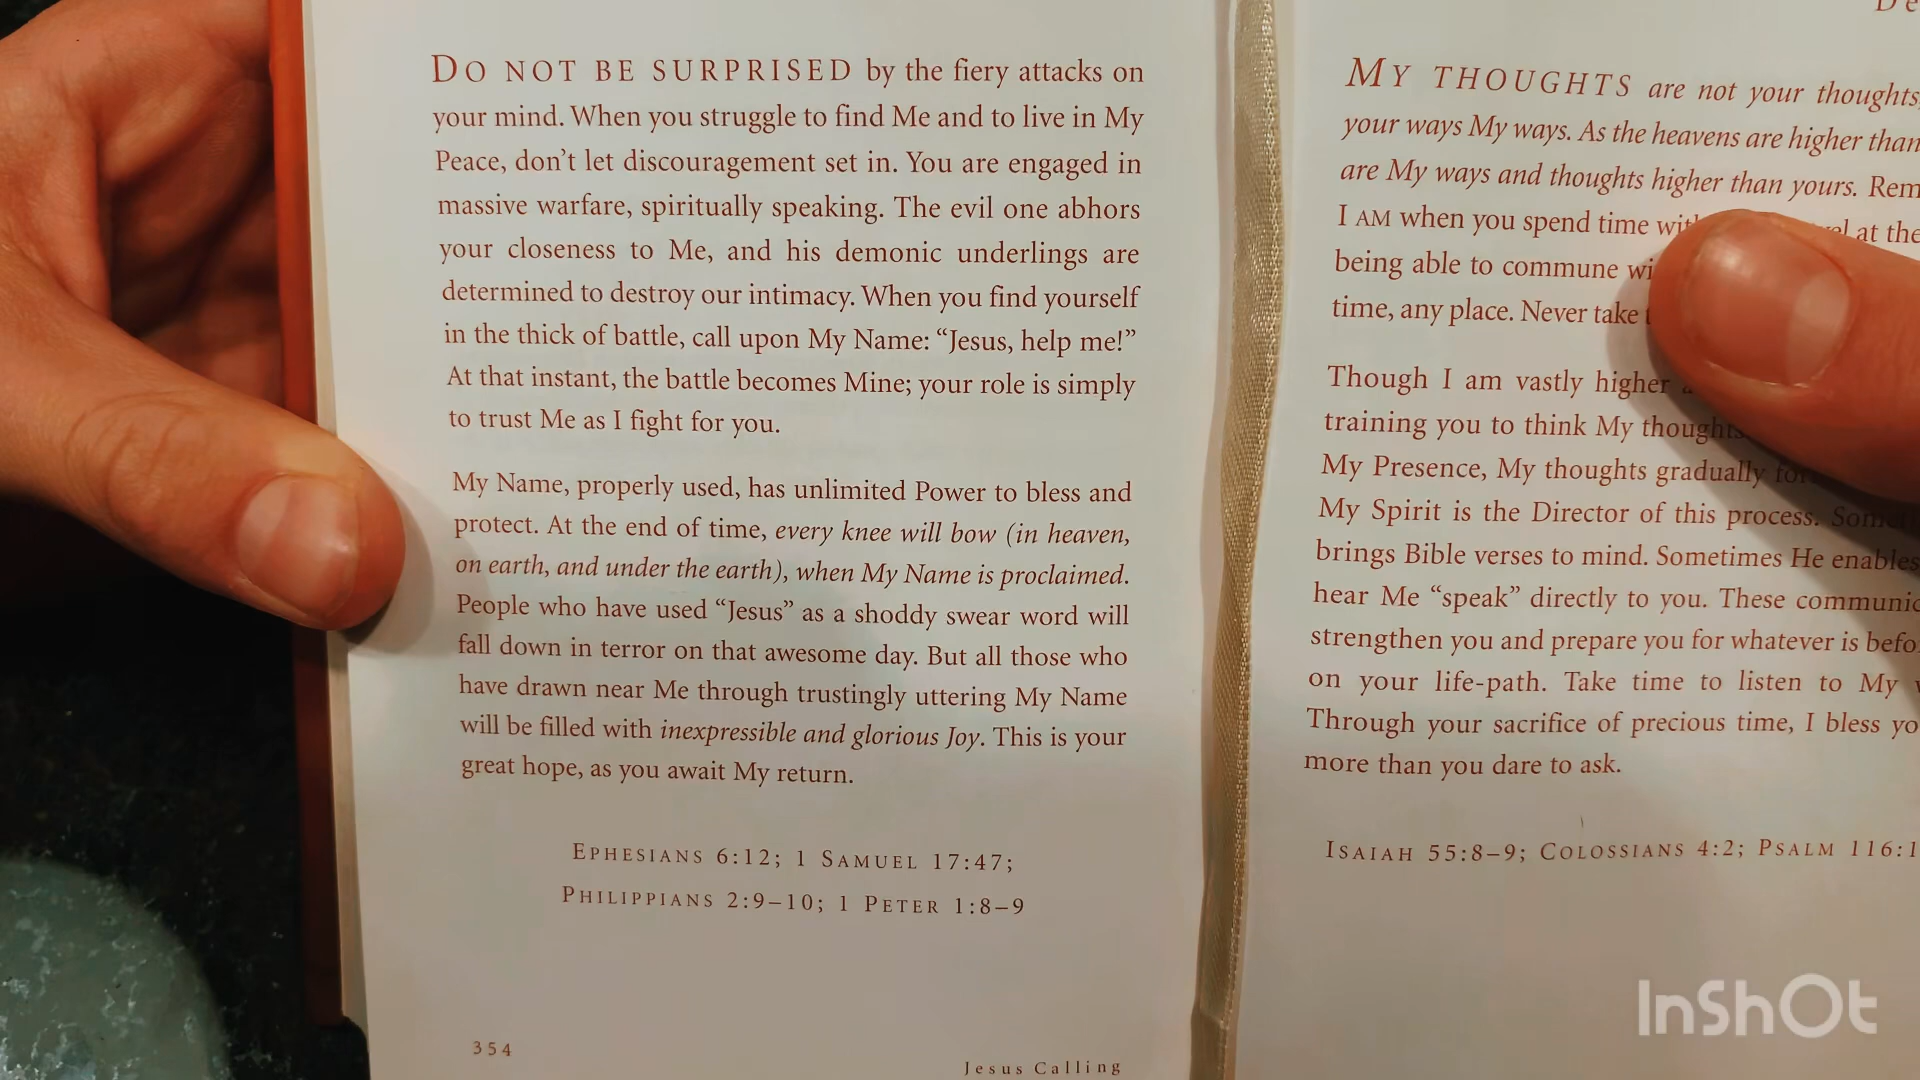 DO NOT BE SURPRISED by the fiery attacks on
your mind. When you struggle to find Me and to live in My
Peace, don't let discouragement set in. You are engaged in
massive warfare, spiritually speaking. The evil one abhors
your closeness to Me, and his demonic underlings are
determined to destroy our intimacy. When you find yourself
in the thick of battle, call upon My Name: “Jesus, help me!”
At that instant, the battle becomes Mine; your role is simply
to trust Me as I fight for you.
My Name, properly used, has unlimited Power to bless and
protect. At the end of time, every knee will bow (in heaven,
on earth, and under the earth), when My Name is proclaimed.
People who have used “Jesus” as a shoddy swear word will
fall down in terror on that awesome day. But all those who
have drawn near Me through trustingly uttering My Name
will be filled with inexpressible and glorious Joy. This is your
great hope, as you await My return.
EPHESIANS 6:12; 1 SAMUEL 17:47;
PHILIPPIANS 2:9–10; 1 PETER 1:8–9
354
Jesus Calling
MY THOUGHTS are not your thoughts,
your ways My ways. As the heavens are higher than
are My ways and thoughts higher than yours.
I AM when you spend time at the
being able to commune
time, any place. Never take
Though I am vastly higher
training you to think My thoughts
My Presence, My thoughts gradually
My Spirit is the Director of this process.
brings Bible verses to mind. Sometimes He enables
hear Me “speak” directly to you. These
strengthen you and prepare you for whatever is
on your life-path. Take time to listen to My
Through your sacrifice of precious time, I bless
more than you dare to ask.
ISAIAH 55:8–9; COLOSSIANS 4:2; PSALM
InShOt